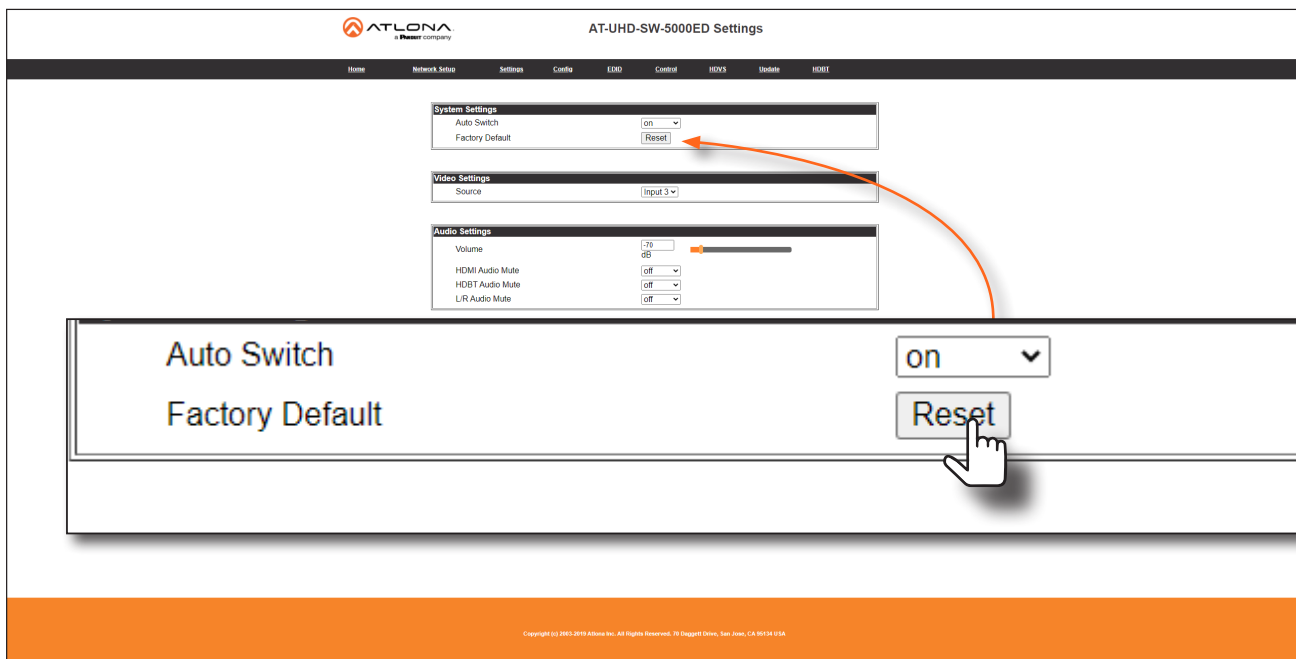 ATLONA
a PANDUIT company
AT-UHD-SW-5000ED Settings
Home Network Setup Settings Config EDID Control HDVS Update HDBT
System Settings
Auto Switch on
Factory Default Reset
Video Settings
Source Input 3
Audio Settings
Volume -70
dB
HDMI Audio Mute off
HDBT Audio Mute off
L/R Audio Mute off
Auto Switch on
Factory Default Reset
Copyright (c) 2003-2019 Atlona Inc. All Rights Reserved. 70 Daggett Drive, San Jose, CA 95134 USA